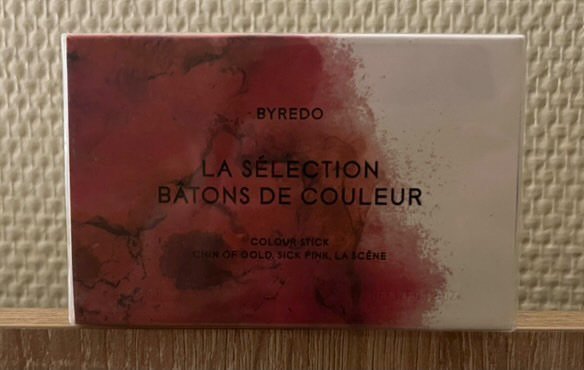 BYREDO
LA SÉLECTION
BÂTONS DE COULEUR
COLOUR STICK
CHIN OF GOLD, SICK PINK, LA SCÈNE